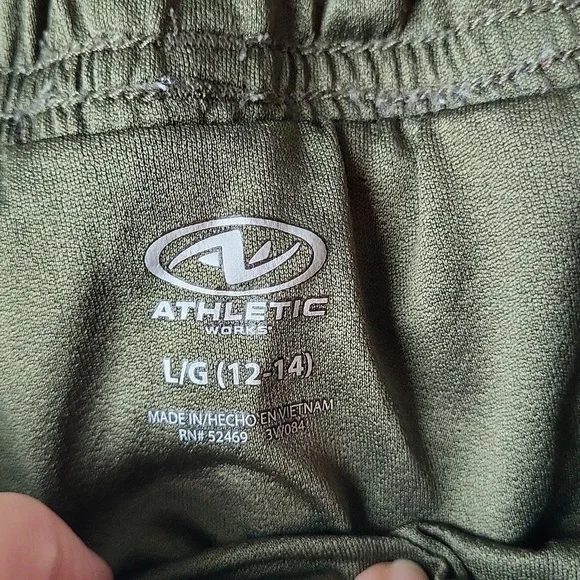 ATHLETIC
WORKS
L/G (12-14)
MADE IN/HECHO EN VIETNAM
RN# 52469 3W084